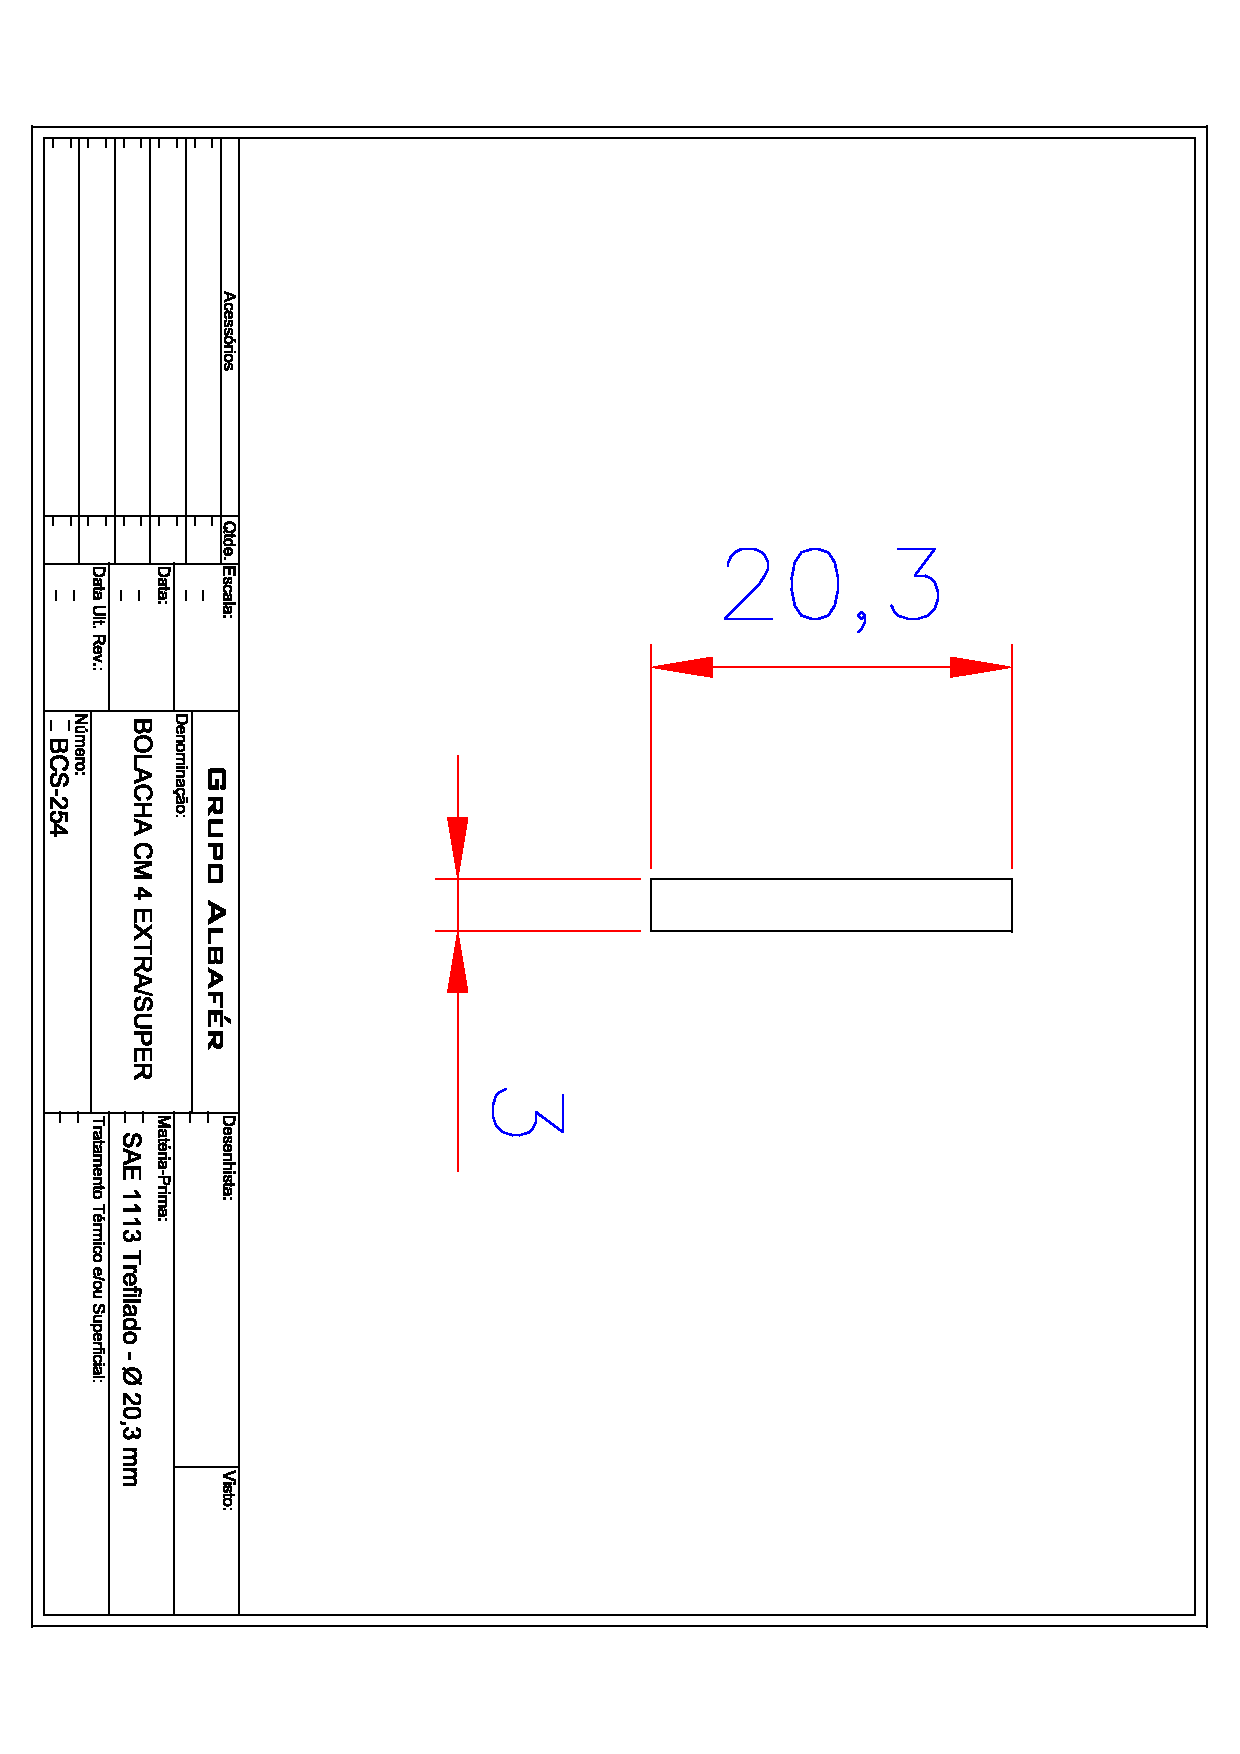 20,3
3
Acessórios
Qtde.
Escala:
Data:
Data Ult. Rev.:
GRUPO ALBAFÉR
Denominação:
BOLACHA CM 4 EXTRA/SUPER
Número:
BCS-254
Desenhista:
Visto:
Matéria-Prima:
SAE 1113 Trefilado - Ø 20,3 mm
Tratamento Térmico e/ou Superficial: